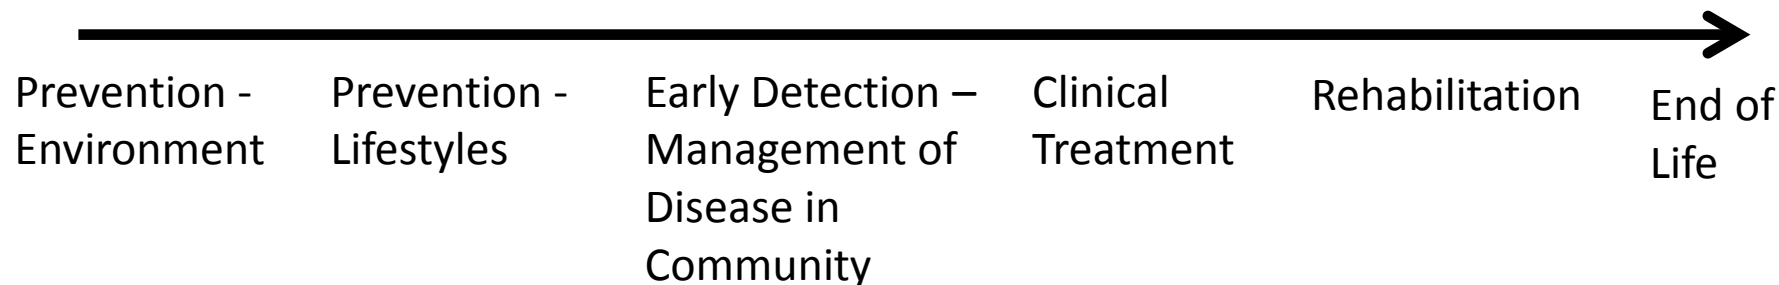 Prevention -
Environment
Prevention -
Lifestyles
Early Detection –
Management of
Disease in
Community
Clinical
Treatment
Rehabilitation
End of
Life